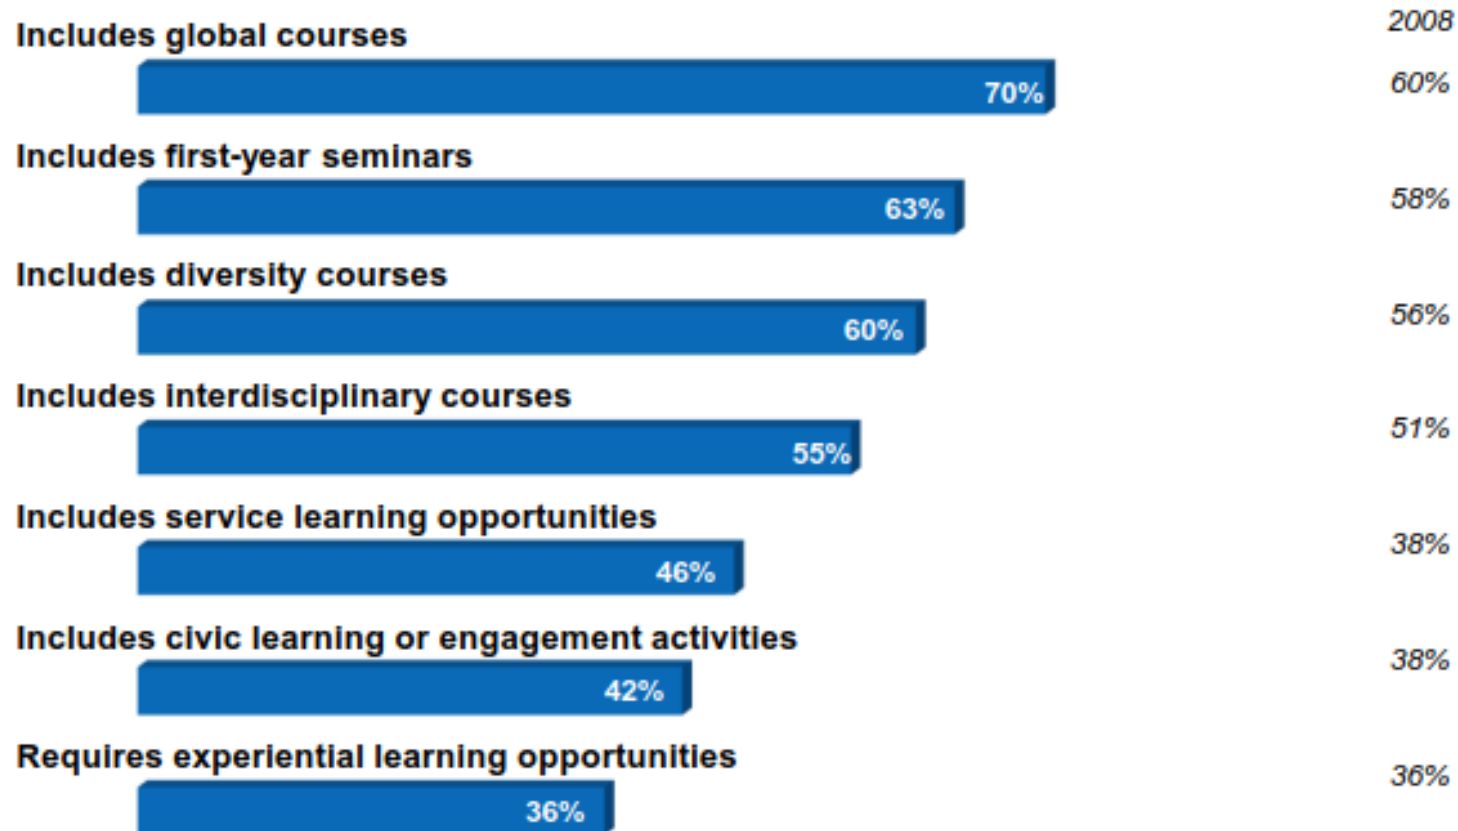 Includes global courses 2008
70% 60%
Includes first-year seminars
63% 58%
Includes diversity courses
60% 56%
Includes interdisciplinary courses
55% 51%
Includes service learning opportunities
46% 38%
Includes civic learning or engagement activities
42% 38%
Requires experiential learning opportunities
36% 36%